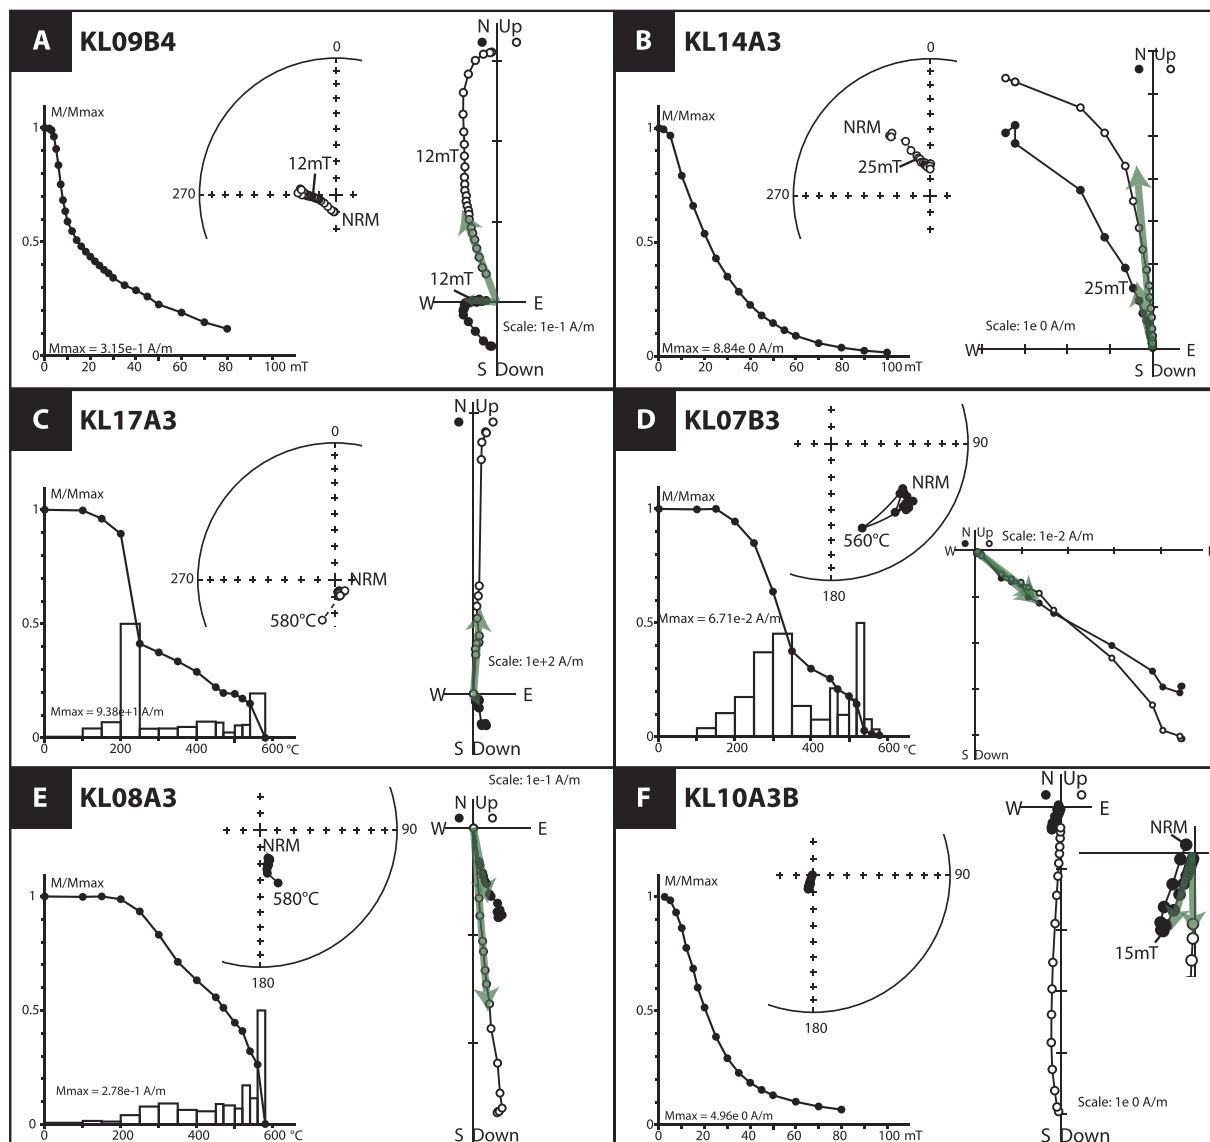 A KL09B4
M/Mmax
1
0.5
0
20 40 60 80 100 mT
Mmax = 3.15e-1 A/m
0
270
12mT
NRM
N Up
12mT
12mT
W E
Scale: 1e-1 A/m
S Down
B KL14A3
M/Mmax
1
0.5
0
20 40 60 80 100 mT
Mmax = 8.84e 0 A/m
0
270
NRM
25mT
N Up
25mT
Scale: 1e 0 A/m
W E
S Down
C KL17A3
M/Mmax
1
0.5
0
200 400 600 °C
Mmax = 9.38e+1 A/m
0
270
NRM
580°C
N Up
Scale: 1e+2 A/m
W E
S Down
D KL07B3
M/Mmax
1
0.5
0
200 400 600 °C
Mmax = 6.71e-2 A/m
90
NRM
560°C
180
N Up
Scale: 1e-2 A/m
W
S Down
E KL08A3
M/Mmax
1
0.5
0
200 400 600 °C
Mmax = 2.78e-1 A/m
90
NRM
580°C
180
Scale: 1e-1 A/m
N Up
W E
S Down
F KL10A3B
M/Mmax
1
0.5
0
20 40 60 80 100 mT
Mmax = 4.96e 0 A/m
90
180
N Up
W E
NRM
15mT
Scale: 1e 0 A/m
S Down